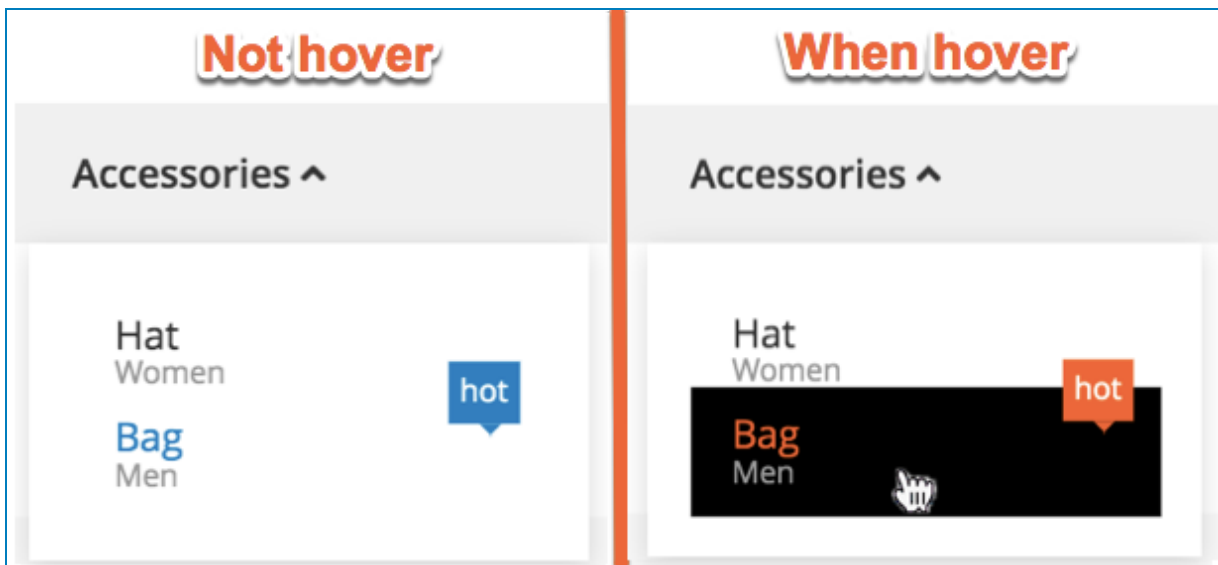 Not hover
Accessories
Hat
Women
hot
Bag
Men
When hover
Accessories
Hat
Women
hot
Bag
Men